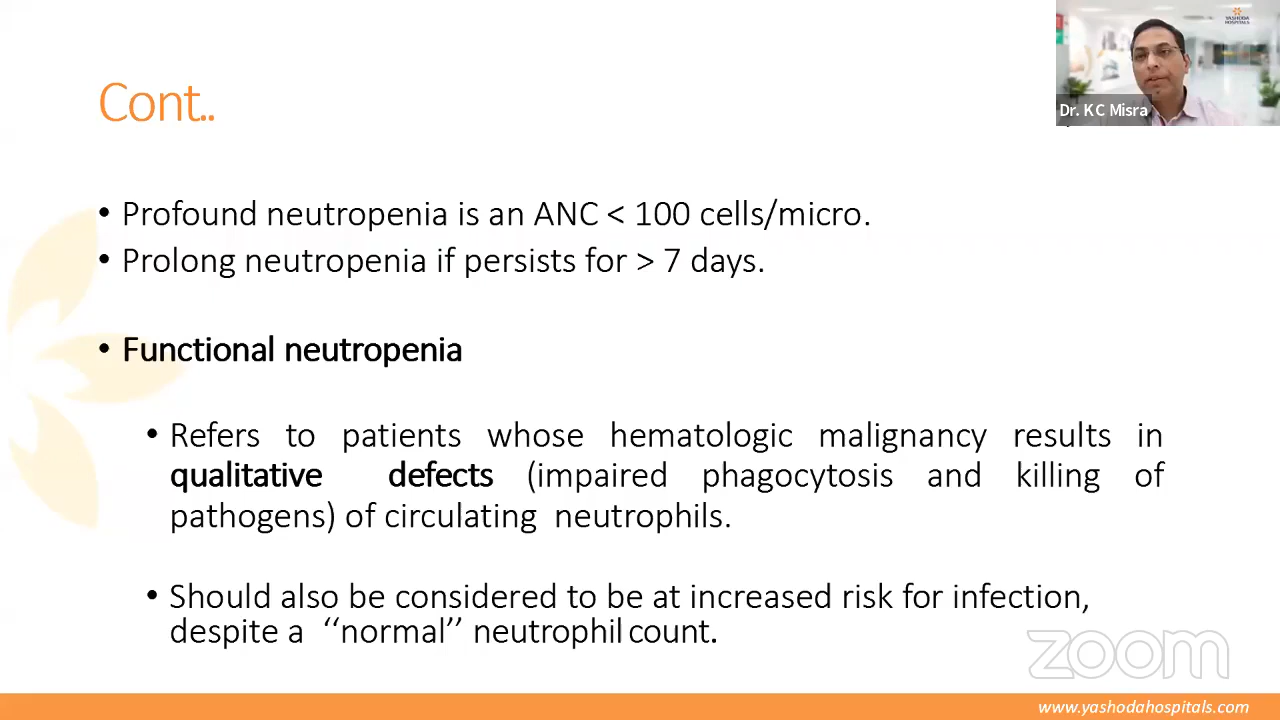 YASHODA
HOSPITALS
Dr. K C Misra
Cont..
• Profound neutropenia is an ANC < 100 cells/micro.
• Prolong neutropenia if persists for > 7 days.
• Functional neutropenia
• Refers to patients whose hematologic malignancy results in
qualitative defects (impaired phagocytosis and killing of
pathogens) of circulating neutrophils.
• Should also be considered to be at increased risk for infection,
despite a ‘‘normal’’ neutrophil count.
zoom
www.yashodahospitals.com